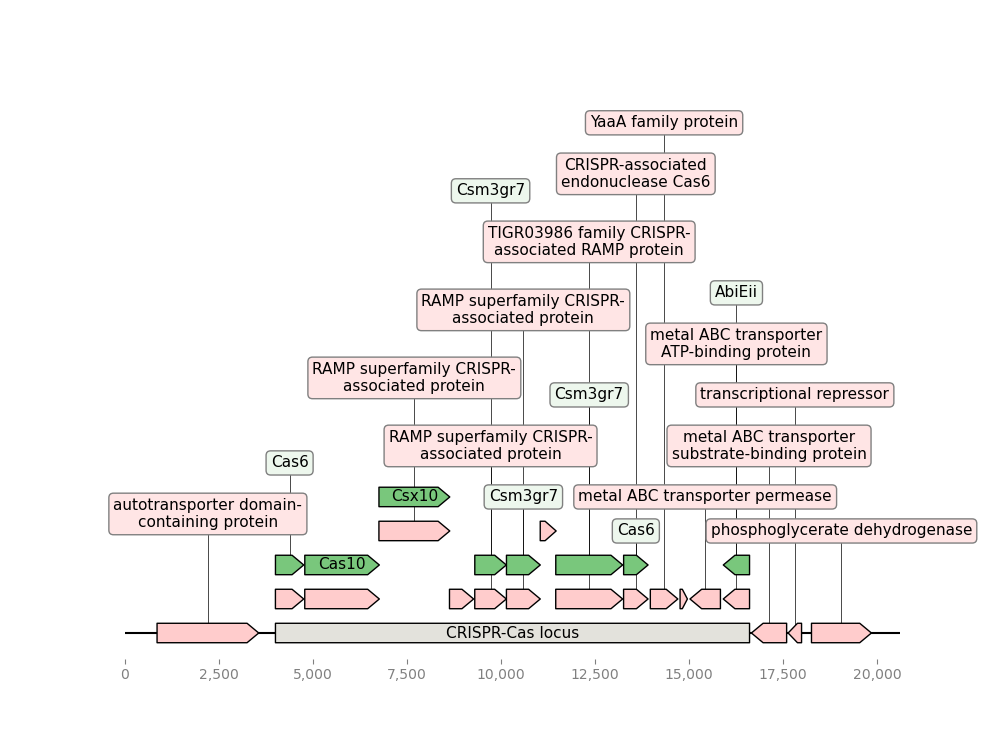 YaaA family protein
CRISPR-associated
endonuclease Cas6
Csm3gr7
TIGR03986 family CRISPR-
associated RAMP protein
AbiEii
RAMP superfamily CRISPR-
associated protein
metal ABC transporter
ATP-binding protein
RAMP superfamily CRISPR-
associated protein
Csm3gr7
transcriptional repressor
RAMP superfamily CRISPR-
associated protein
metal ABC transporter
substrate-binding protein
Cas6
Csx10
Csm3gr7
metal ABC transporter permease
autotransporter domain-
containing protein
Cas6
phosphoglycerate dehydrogenase
Cas10
CRISPR-Cas locus
0 2,500 5,000 7,500 10,000 12,500 15,000 17,500 20,000